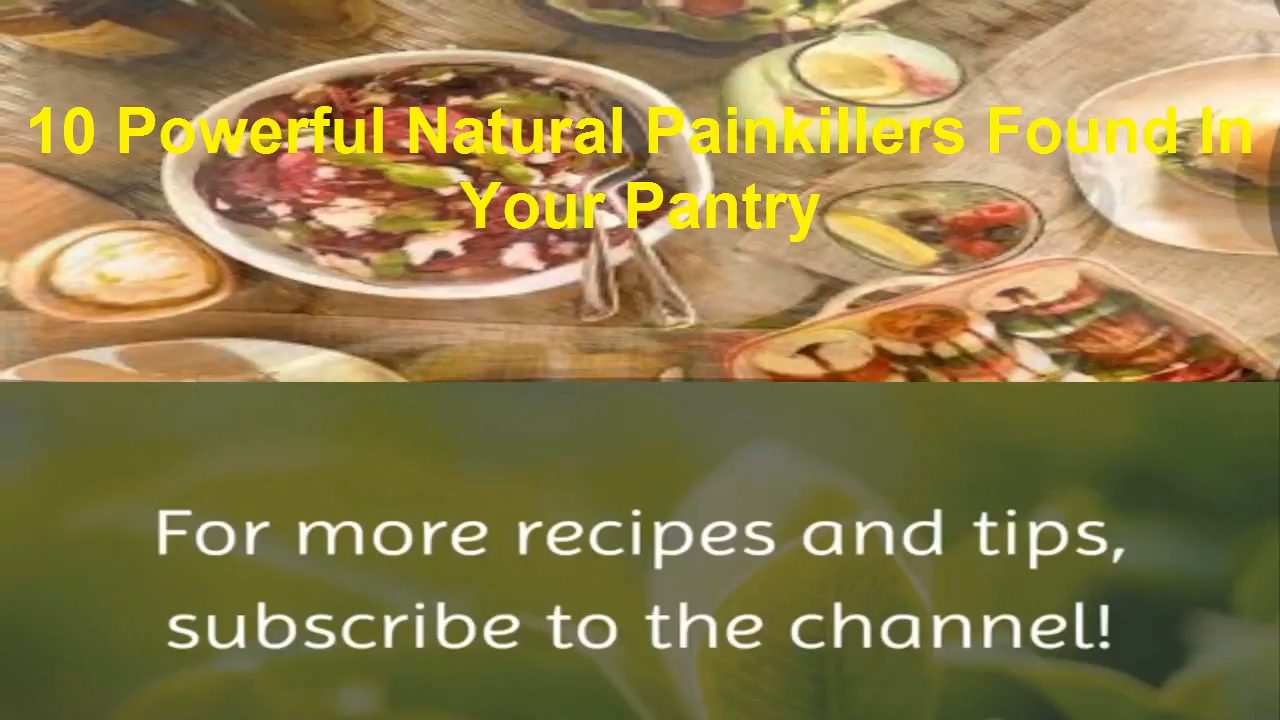 10 Powerful Natural Painkillers Found In
Your Pantry
For more recipes and tips,
subscribe to the channel!